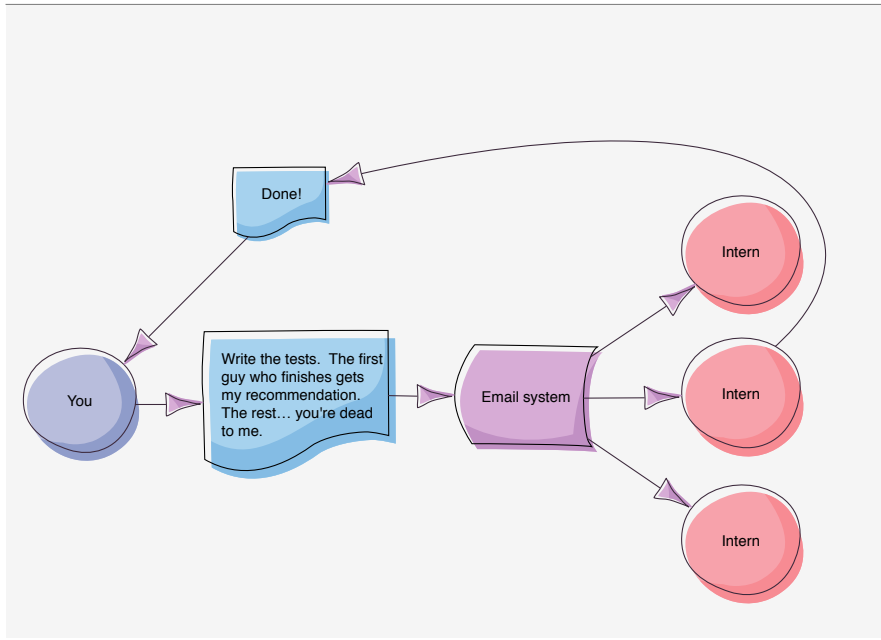 Done!
Intern
You
Write the tests.  The first
guy who finishes gets
my recommendation.
The rest… you're dead
to me.
Email system
Intern
Intern